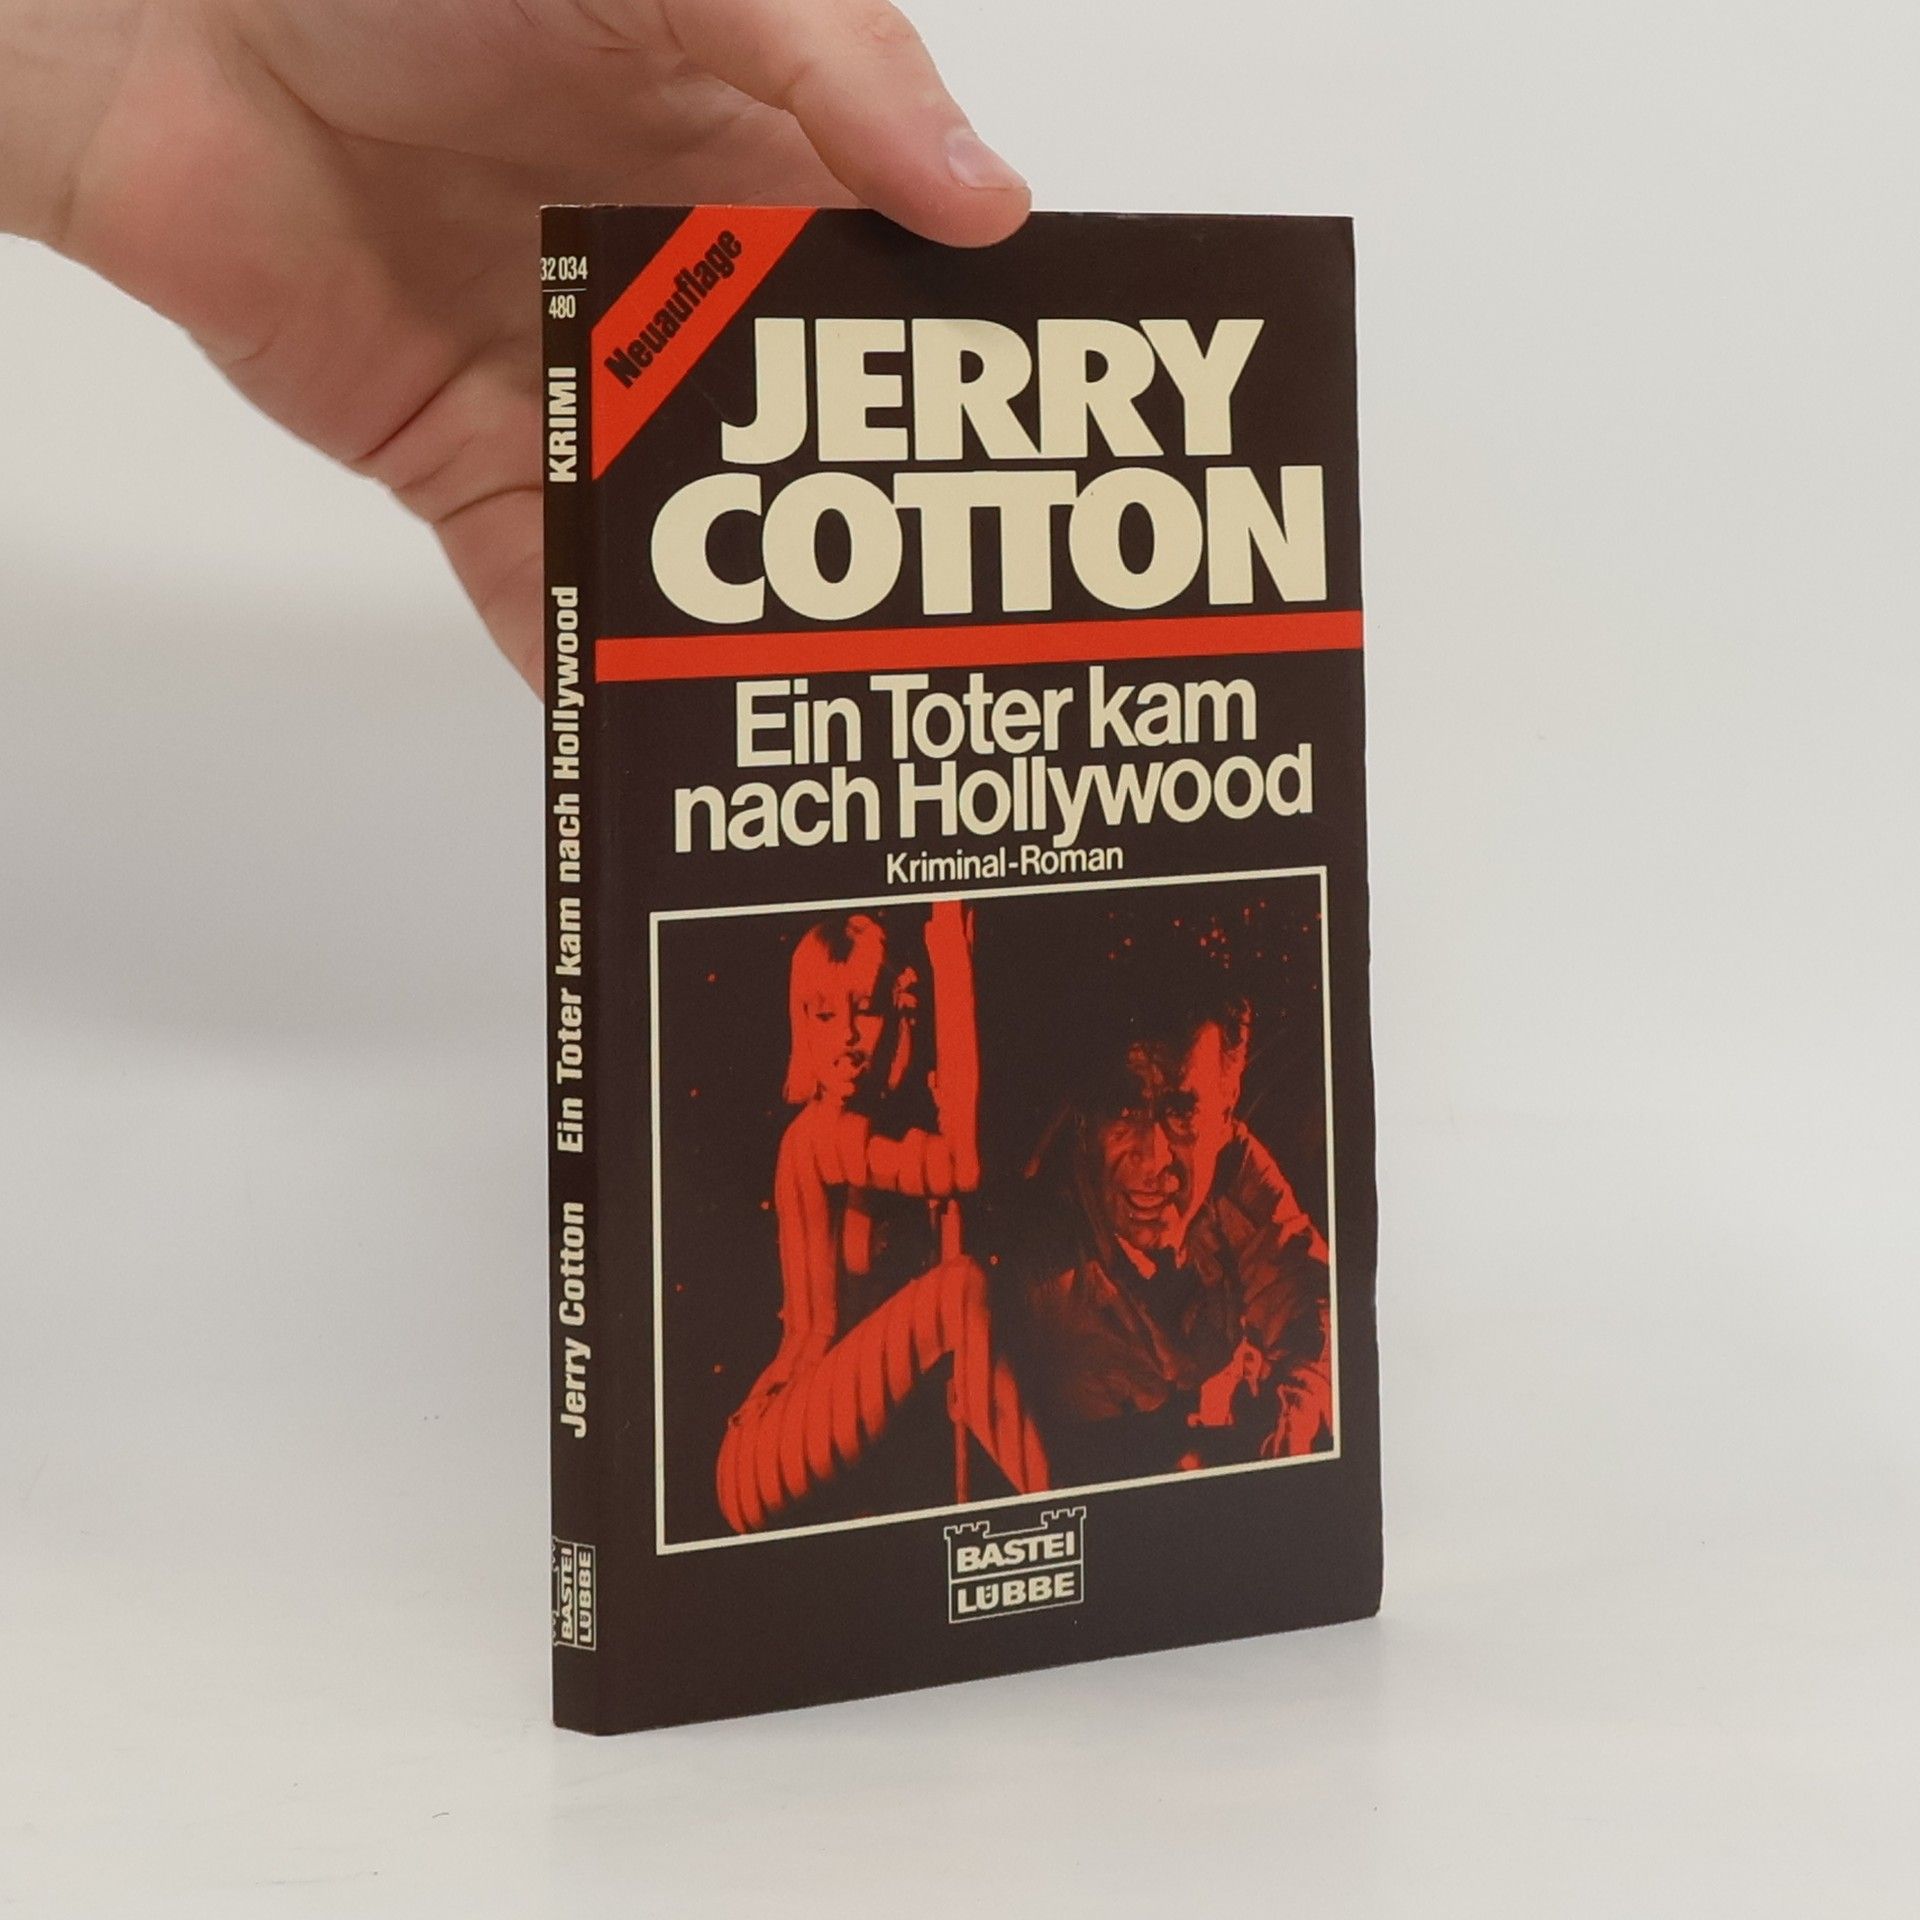 Neuauflage
JERRY
COTTON
Ein Toter kam
nach Hollywood
Kriminal-Roman
BASTEI
LÜBBE
32 034
480
KRIMI
Jerry Cotton Ein Toter kam nach Hollywood
BASTEI
LÜBBE